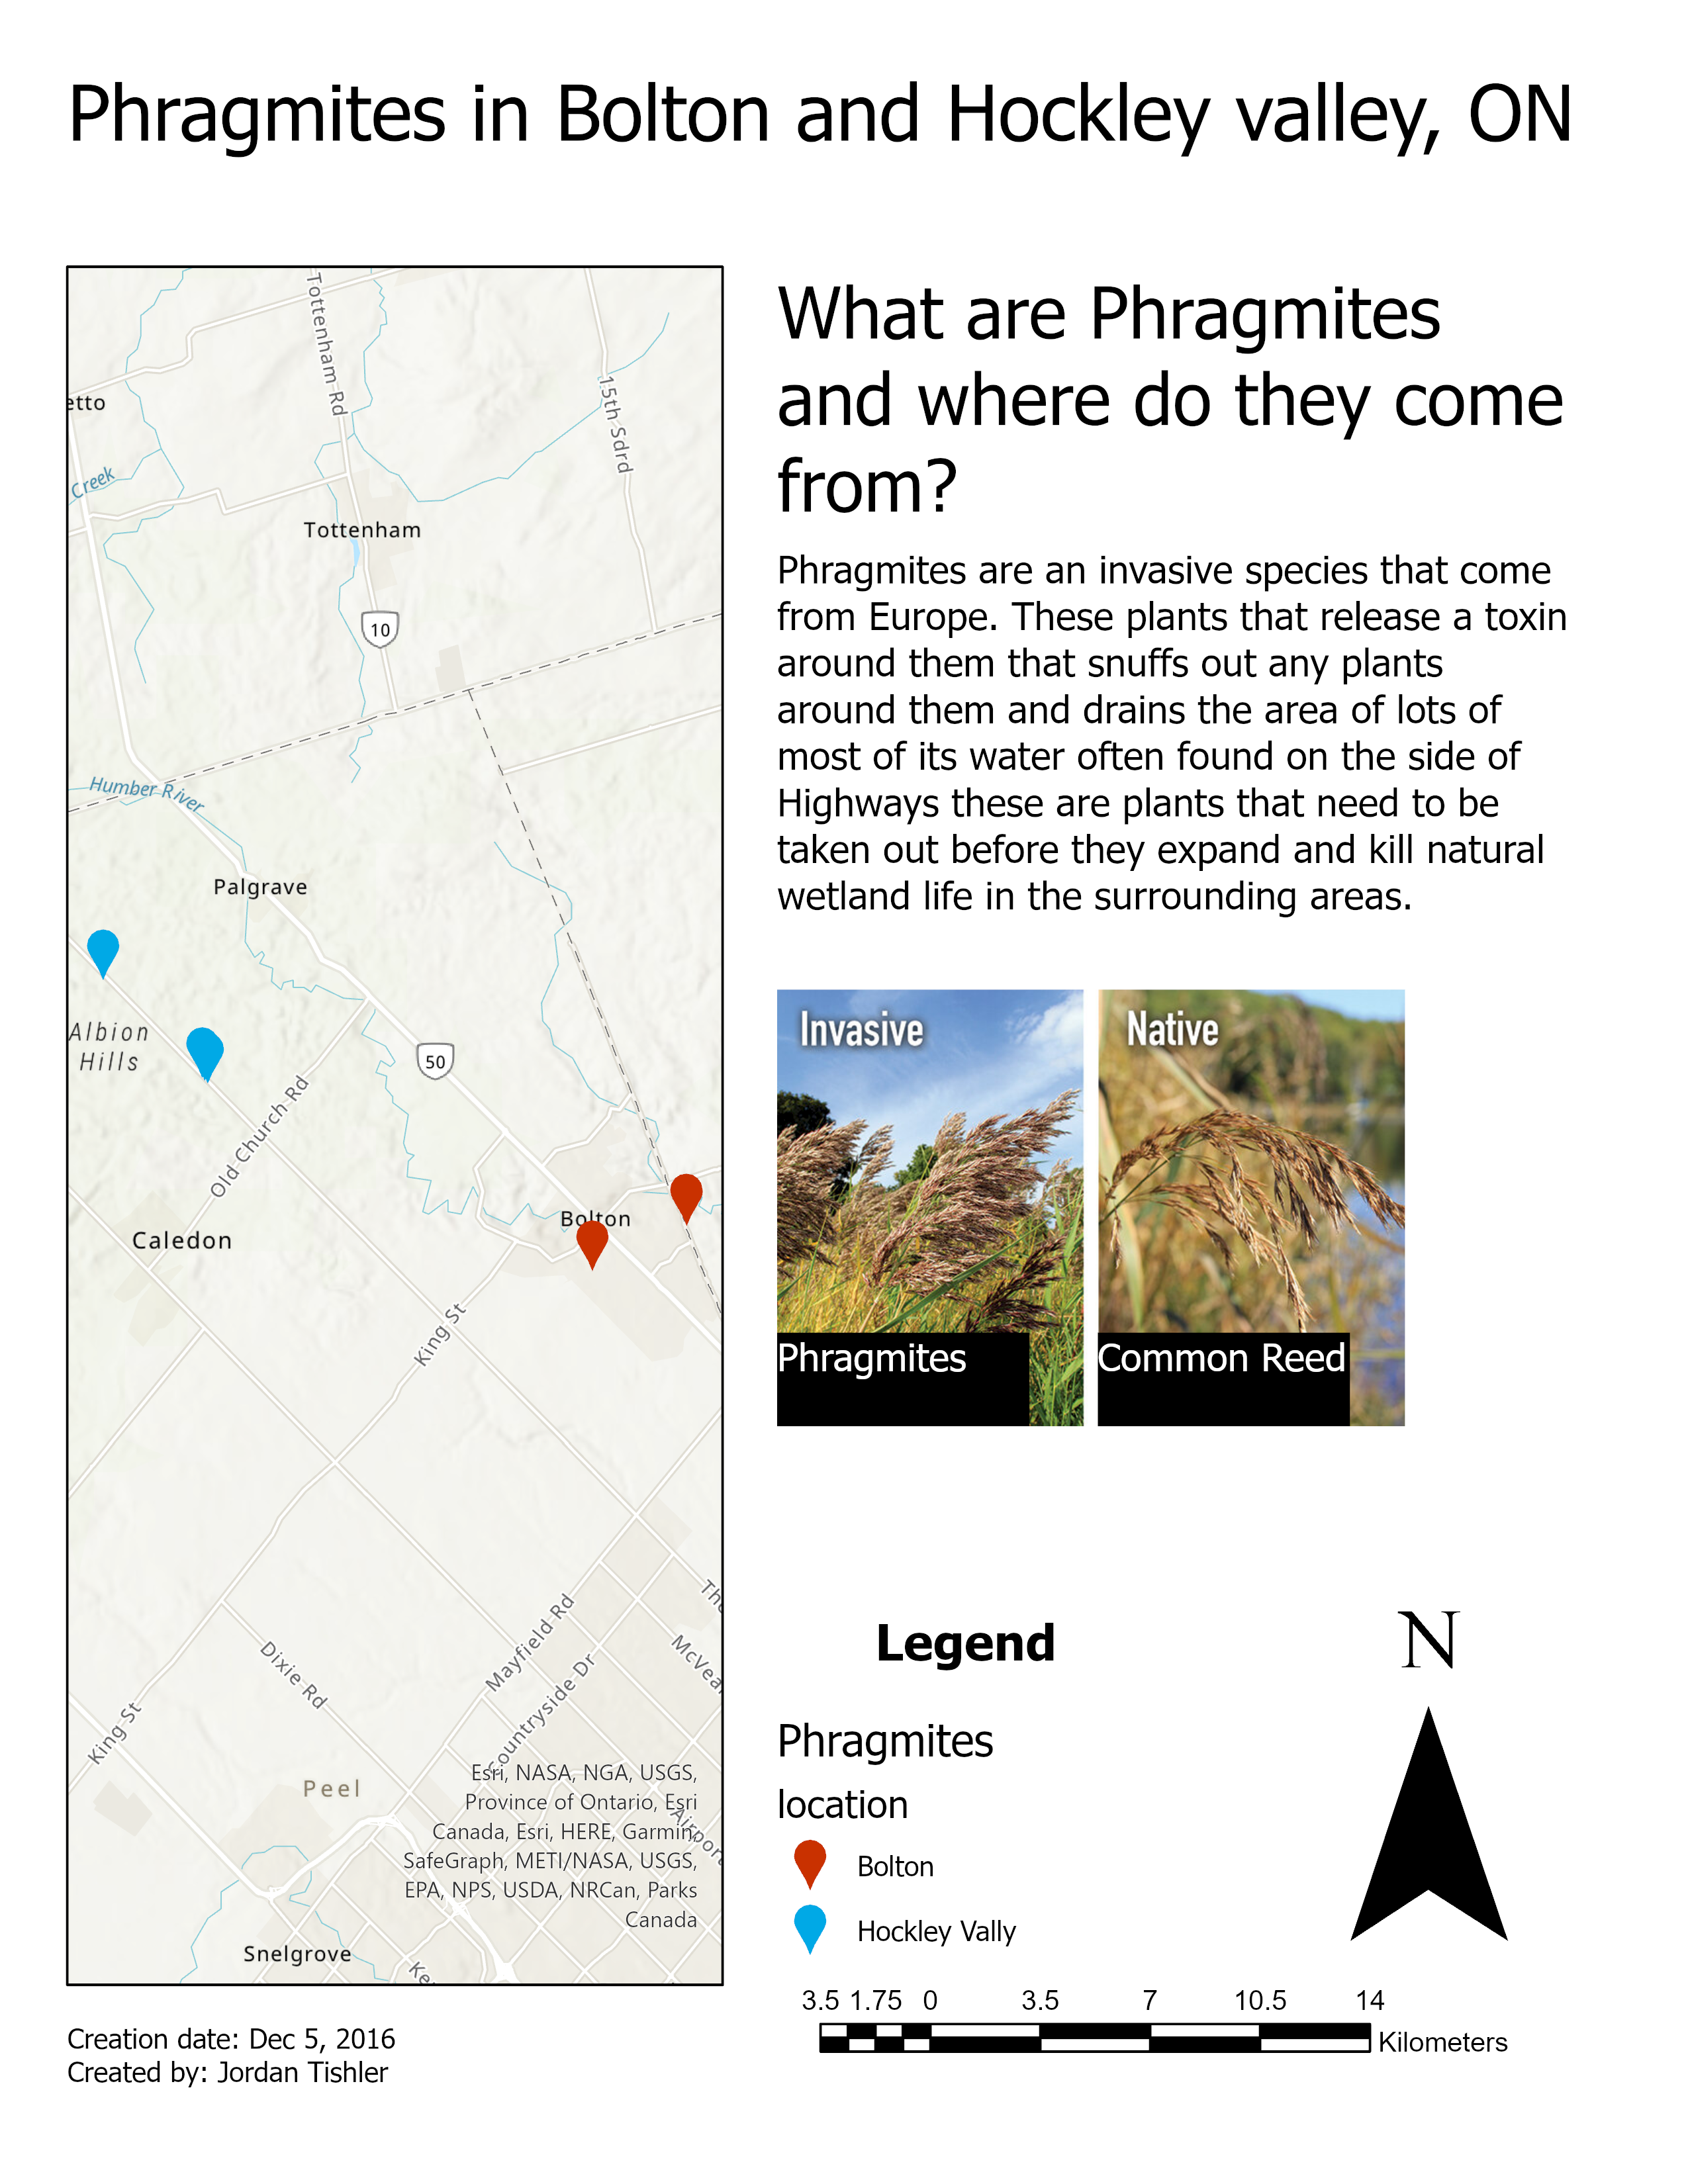 Phragmites in Bolton and Hockley valley, ON
Tottenham Rd
15th Sdrd
etto
Creek
Tottenham
10
Humber River
Palgrave
Albion
Hills
50
Old Church Rd
Bolton
Caledon
King St
Mayfield Rd
Dixie Rd
Countryside Dr
McVea
The
King St
Peel
Airport
Snelgrove
Ke
Esri, NASA, NGA, USGS,
Province of Ontario, Esri
Canada, Esri, HERE, Garmin,
SafeGraph, METI/NASA, USGS,
EPA, NPS, USDA, NRCan, Parks
Canada
What are Phragmites
and where do they come
from?
Phragmites are an invasive species that come
from Europe. These plants that release a toxin
around them that snuffs out any plants
around them and drains the area of lots of
most of its water often found on the side of
Highways these are plants that need to be
taken out before they expand and kill natural
wetland life in the surrounding areas.
Invasive
Phragmites
Native
Common Reed
Legend
N
Phragmites
location
Bolton
Hockley Vally
3.5 1.75 0 3.5 7 10.5 14
Kilometers
Creation date: Dec 5, 2016
Created by: Jordan Tishler